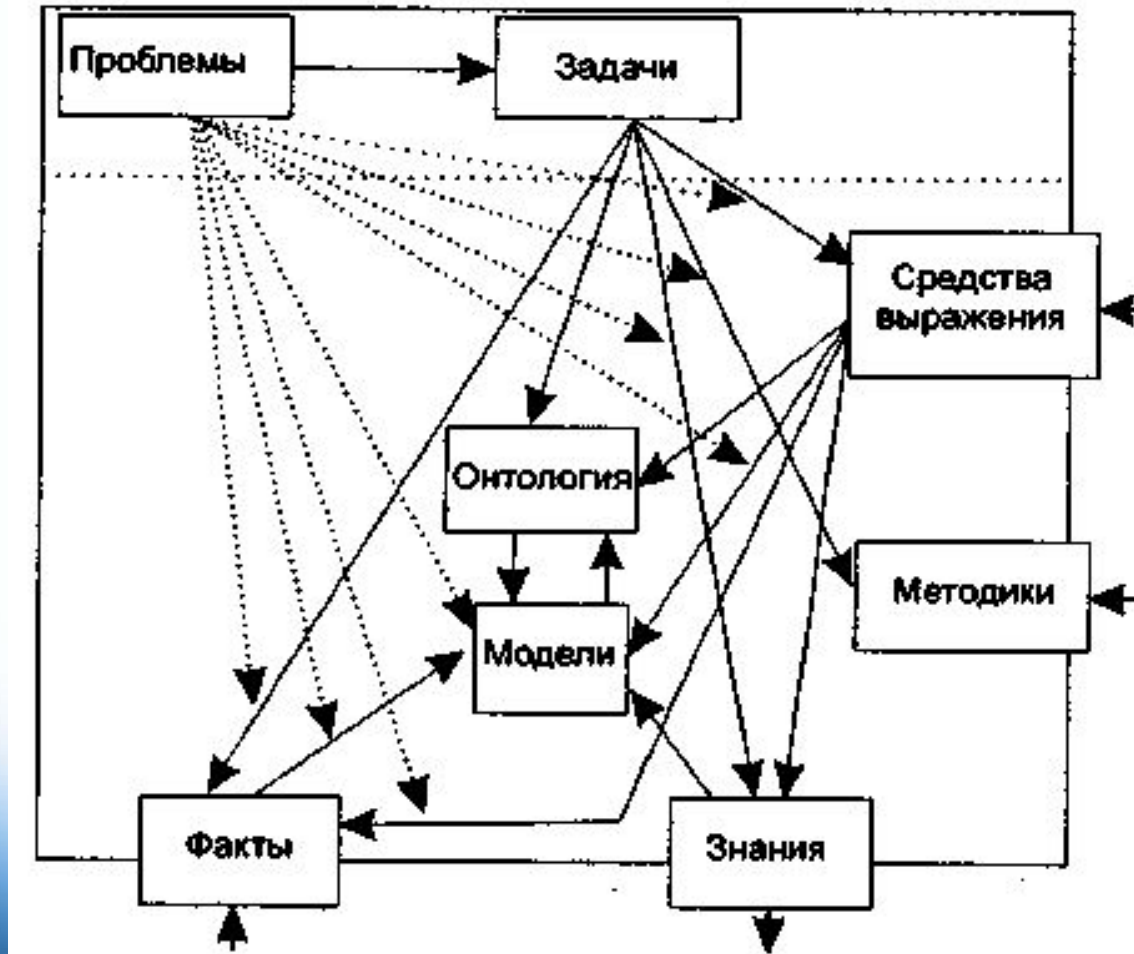 Проблемы
Задачи
Средства
выражения
Онтология
Методики
Модели
Факты
Знания